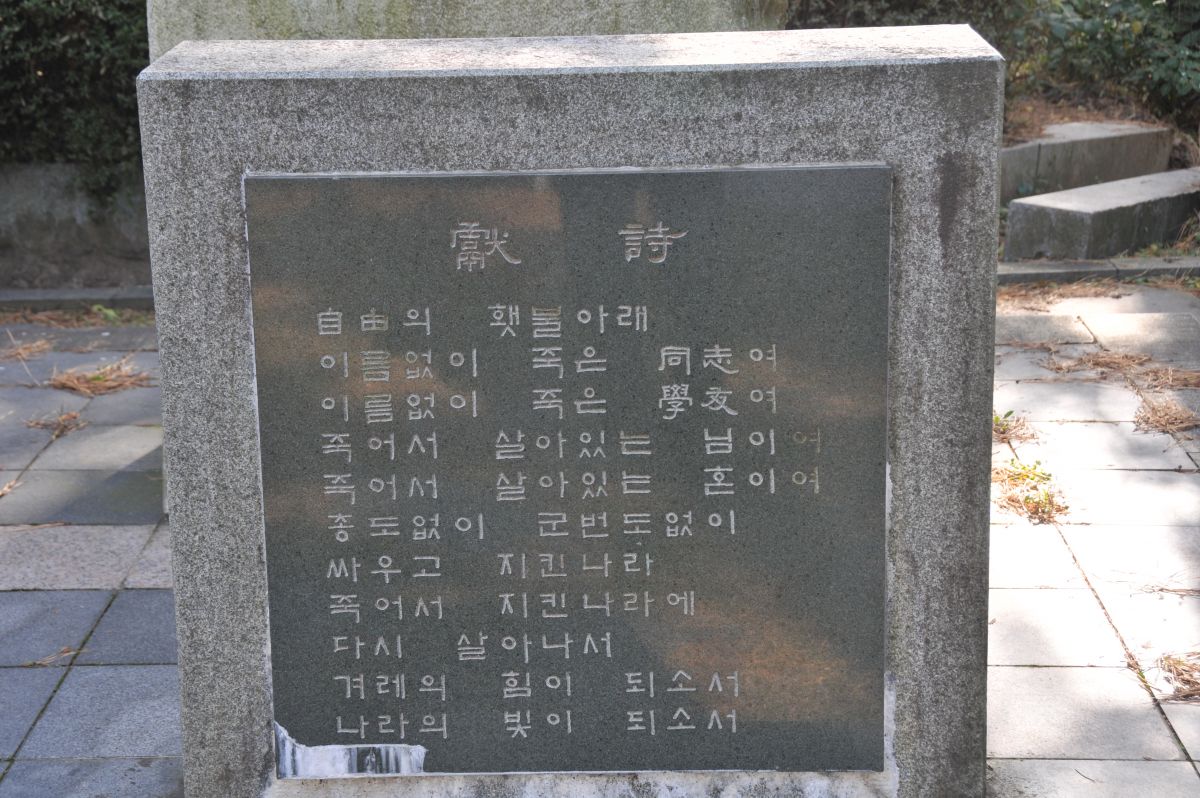 獻 詩
自由의 횃불아래
이름없이 죽은 同志여
이름없이 죽은 學友여
죽어서 살아있는 님이여
죽어서 살아있는 혼이여
총도없이 군번도없이
싸우고 지킨나라
죽어서 지킨나라에
다시 살아나서
겨레의 힘이 되소서
나라의 빛이 되소서